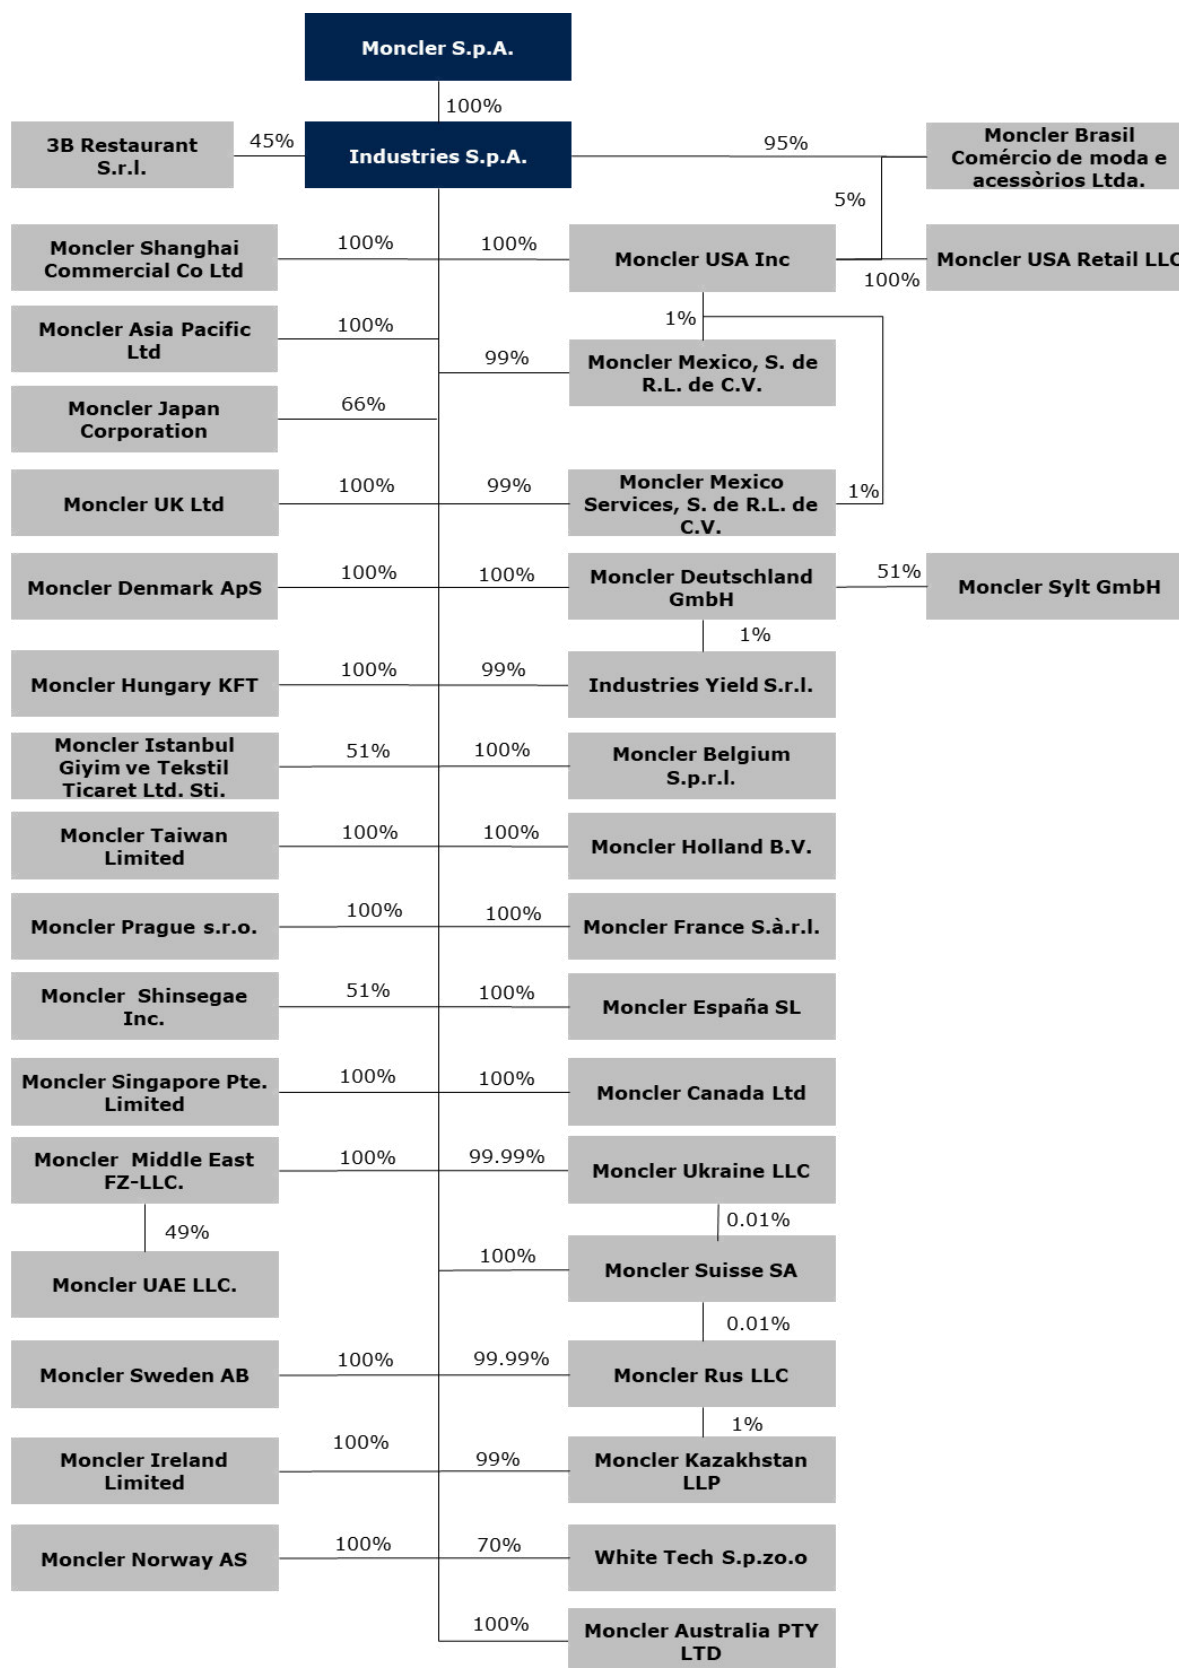 Moncler S.p.A.
100%
3B Restaurant
S.r.l.
45%
Industries S.p.A.
95%
Moncler Brasil
Comércio de moda e
acessòrios Ltda.
5%
Moncler Shanghai
Commercial Co Ltd
100%
100%
Moncler USA Inc
100%
Moncler USA Retail LLC
Moncler Asia Pacific
Ltd
100%
1%
99%
Moncler Mexico, S. de
R.L. de C.V.
Moncler Japan
Corporation
66%
Moncler UK Ltd
100%
99%
Moncler Mexico
Services, S. de R.L. de
C.V.
1%
Moncler Denmark ApS
100%
100%
Moncler Deutschland
GmbH
51%
Moncler Sylt GmbH
1%
Moncler Hungary KFT
100%
99%
Industries Yield S.r.l.
Moncler Istanbul
Giyim ve Tekstil
Ticaret Ltd. Sti.
51%
100%
Moncler Belgium
S.p.r.l.
Moncler Taiwan
Limited
100%
100%
Moncler Holland B.V.
Moncler Prague s.r.o.
100%
100%
Moncler France S.à.r.l.
Moncler Shinsegae
Inc.
51%
100%
Moncler España SL
Moncler Singapore Pte.
Limited
100%
100%
Moncler Canada Ltd
Moncler Middle East
FZ-LLC.
100%
99.99%
Moncler Ukraine LLC
49%
0.01%
Moncler UAE LLC.
100%
Moncler Suisse SA
0.01%
Moncler Sweden AB
100%
99.99%
Moncler Rus LLC
1%
Moncler Ireland
Limited
100%
99%
Moncler Kazakhstan
LLP
Moncler Norway AS
100%
70%
White Tech S.p.zo.o
100%
Moncler Australia PTY
LTD